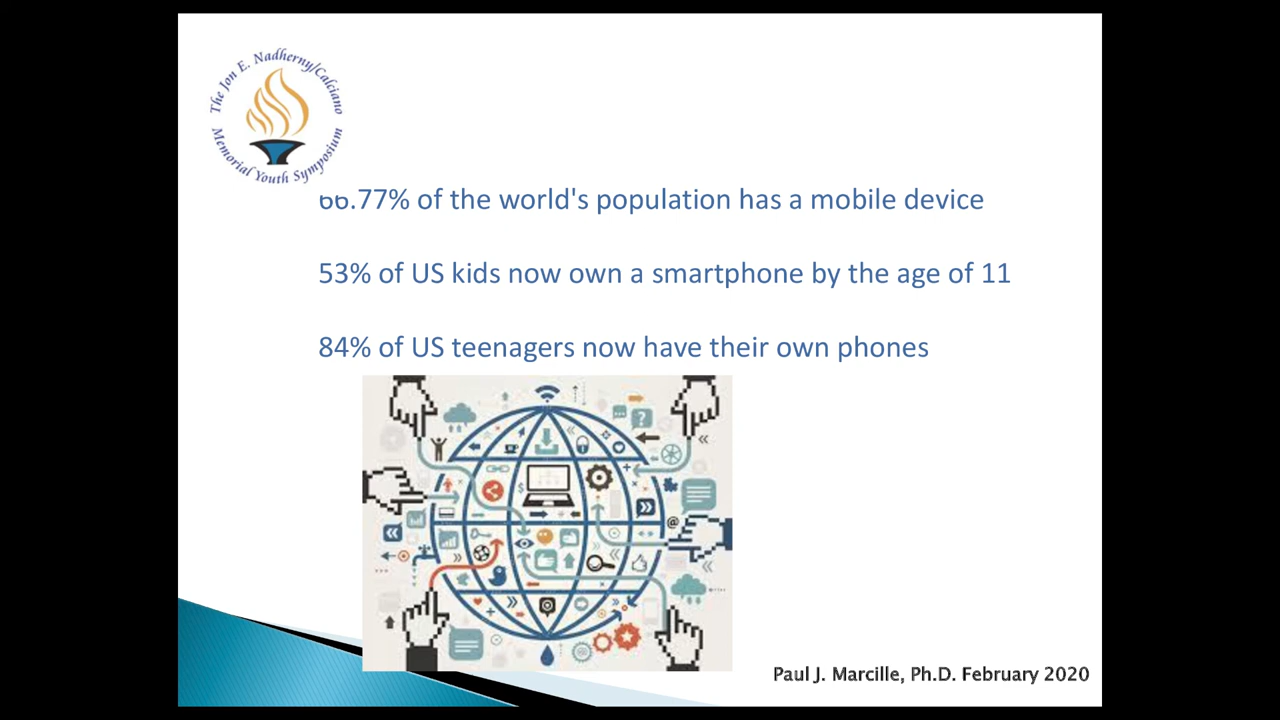 The Jon E. Nadherny/Calciano
Memorial Youth Symposium
66.77% of the world's population has a mobile device
53% of US kids now own a smartphone by the age of 11
84% of US teenagers now have their own phones
Paul J. Marcille, Ph.D. February 2020